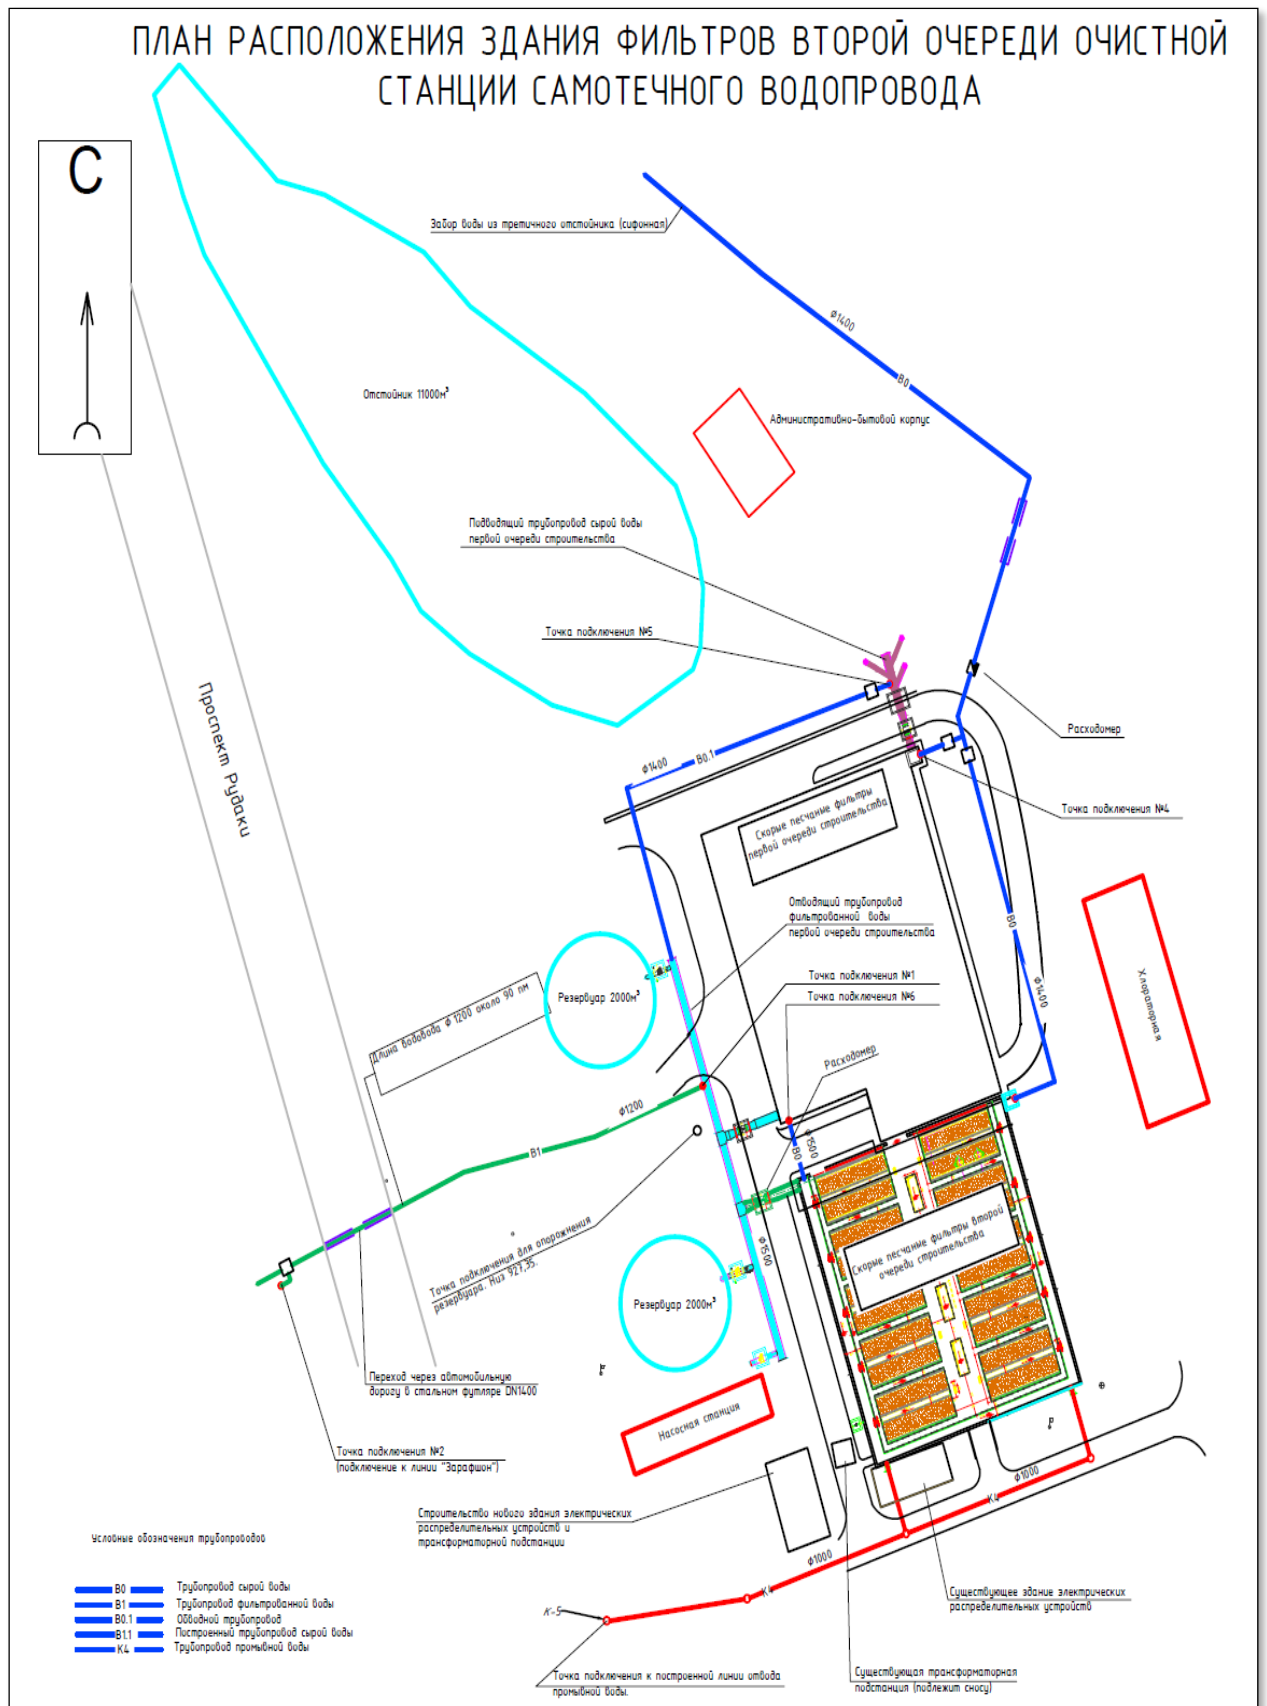 ПЛАН РАСПОЛОЖЕНИЯ ЗДАНИЯ ФИЛЬТРОВ ВТОРОЙ ОЧЕРЕДИ ОЧИСТНОЙ
СТАНЦИИ САМОТЕЧНОГО ВОДОПРОВОДА
С
Забор воды из третичного отстойника (сифонная)
ф1400
В0
Отстойник 11000м³
Административно-бытовой корпус
Подводящий трубопровод сырой воды
первой очереди строительства
Точка подключения №5
Проспект Рудаки
Расходомер
ф1400
В0.1
Точка подключения №4
Скорые песчаные фильтры
первой очереди строительства
Отводящий трубопровод
фильтрованной воды
первой очереди строительства
В0
ф1400
Хлораторная
Точка подключения №1
Резервуар 2000м³
Точка подключения №6
Длина водовода ф 1200 около 90 пм
Расходомер
ф1200
В1
В0
ф1500
Точка подключения для опорожнения
резервуара. Низ 927,35.
ф1500
Скорые песчаные фильтры второй
очереди строительства
Резервуар 2000м³
Переход через автомобильную
дорогу в стальном футляре DN1400
Насосная станция
Точка подключения №2
(подключение к линии "Зарафшон")
ф1000
К4
Строительство нового здания электрических
распределительных устройств и
трансформаторной подстанции
ф1000
К4
Условные обозначения трубопроводов
В0 Трубопровод сырой воды
В1 Трубопровод фильтрованной воды
В0.1 Обводной трубопровод
В1.1 Построенный трубопровод сырой воды
К4 Трубопровод промывной воды
Существующее здание электрических
распределительных устройств
К-5
Точка подключения к построенной линии отвода
промывной воды.
Существующая трансформаторная
подстанция (подлежит сносу)